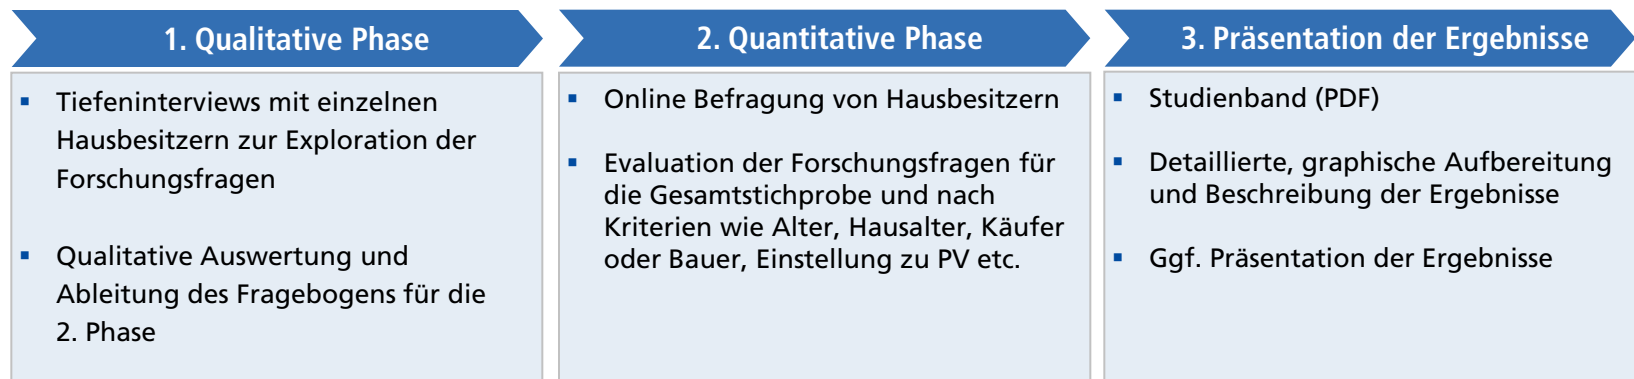 1. Qualitative Phase
▪ Tiefeninterviews mit einzelnen
Hausbesitzern zur Exploration der
Forschungsfragen
▪ Qualitative Auswertung und
Ableitung des Fragebogens für die
2. Phase
2. Quantitative Phase
▪ Online Befragung von Hausbesitzern
▪ Evaluation der Forschungsfragen für
die Gesamtstichprobe und nach
Kriterien wie Alter, Hausalter, Käufer
oder Bauer, Einstellung zu PV etc.
3. Präsentation der Ergebnisse
▪ Studienband (PDF)
▪ Detaillierte, graphische Aufbereitung
und Beschreibung der Ergebnisse
▪ Ggf. Präsentation der Ergebnisse